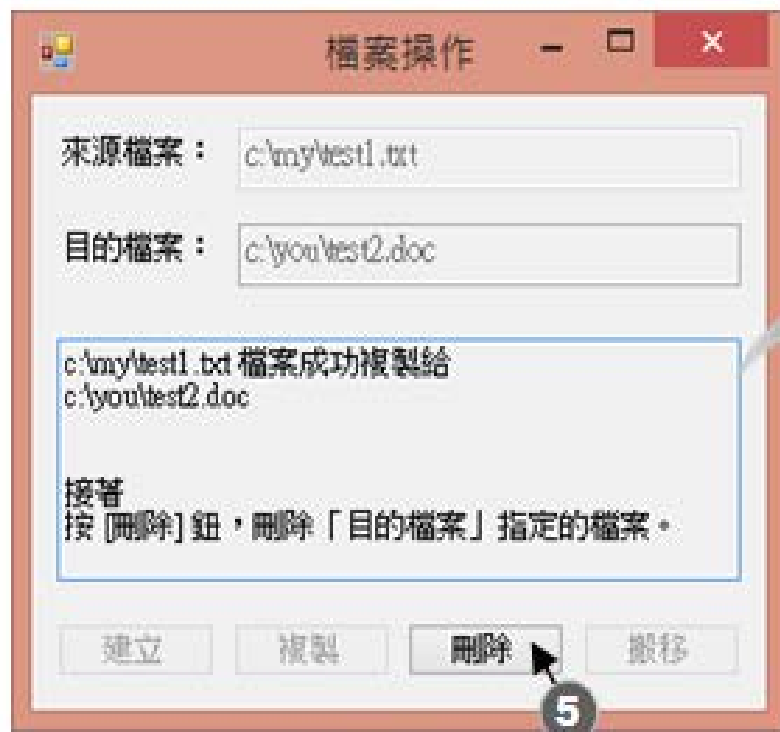 檔案操作
來源檔案：
c:\my\test1.txt
目的檔案：
c:\you\test2.doc
c:\my\test1.txt 檔案成功複製給
c:\you\test2.doc
接著
按 [刪除] 鈕，刪除「目的檔案」指定的檔案。
建立
複製
刪除
搬移
5